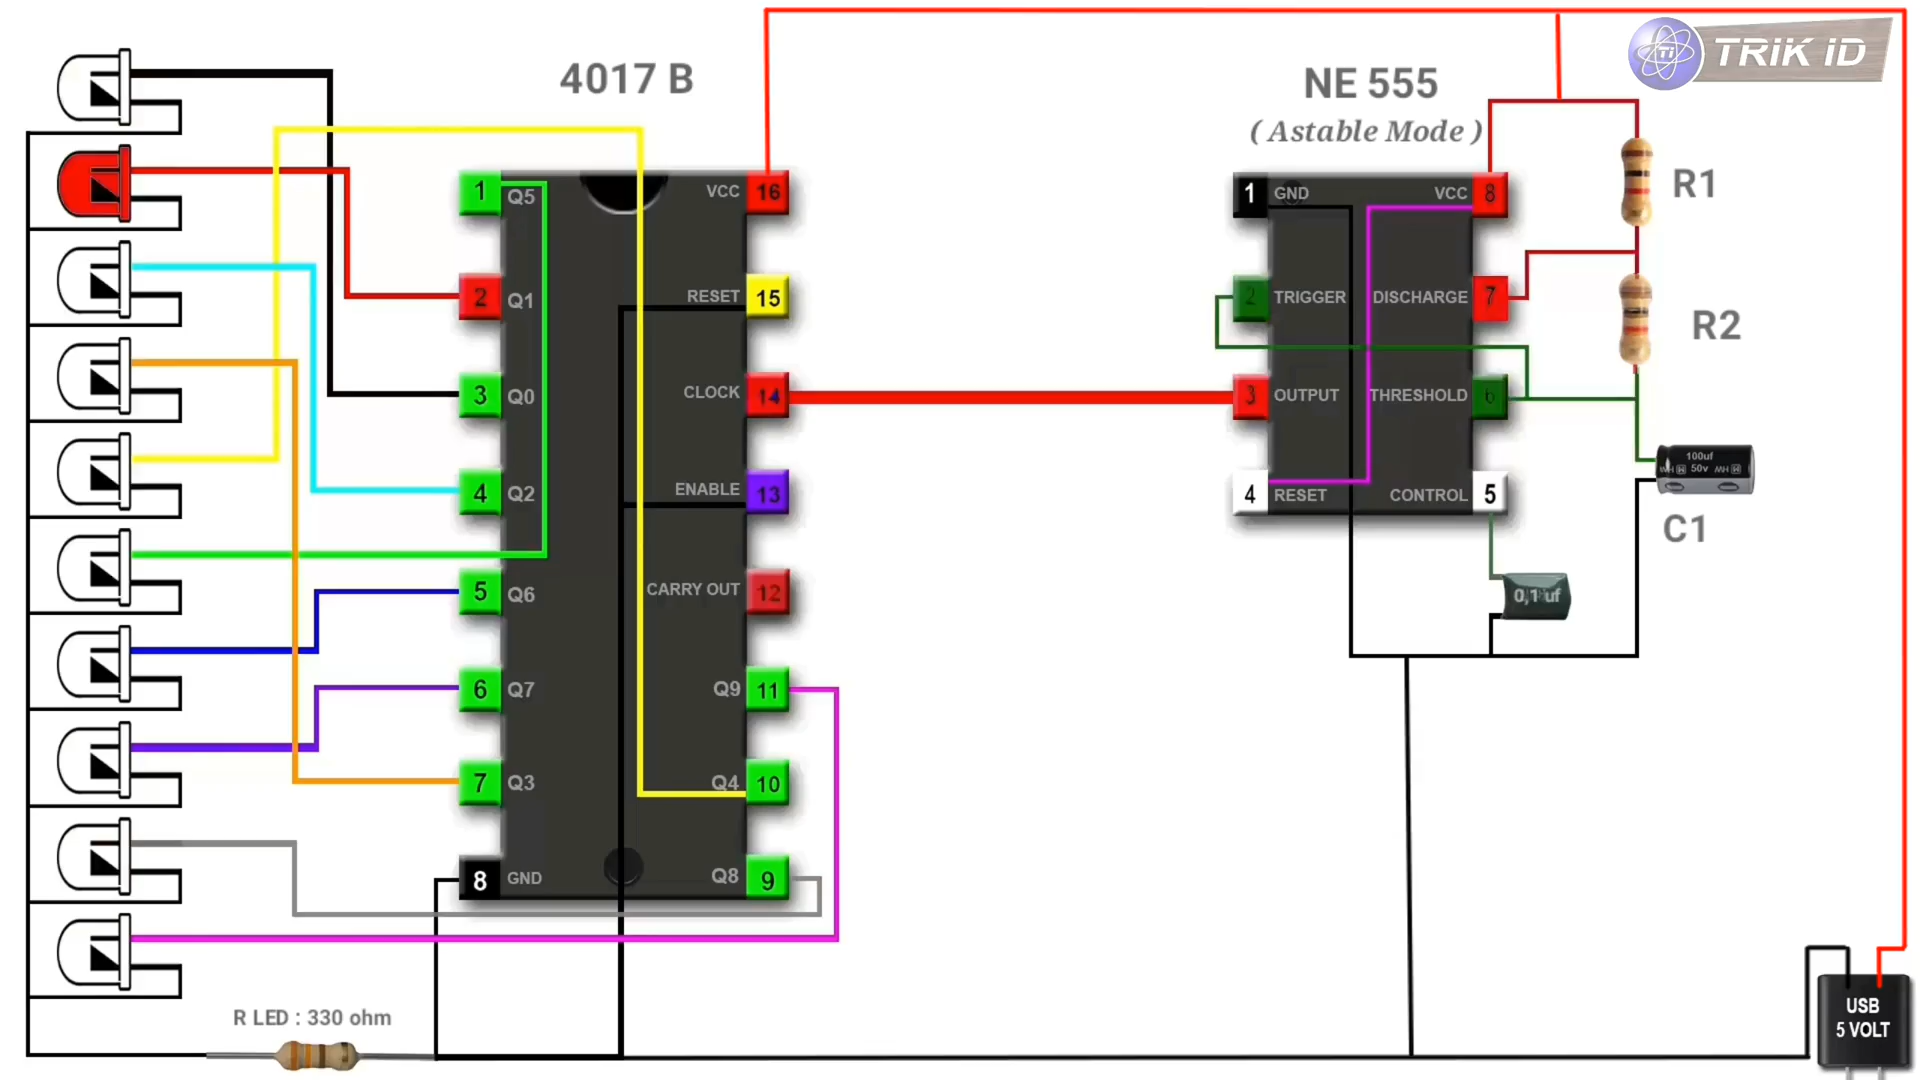 TRIK iD
Ti
4017 B
NE 555
( Astable Mode )
1 Q5
VCC 16
2 Q1
RESET 15
3 Q0
CLOCK 14
4 Q2
ENABLE 13
5 Q6
CARRY OUT 12
6 Q7
Q9 11
7 Q3
Q4 10
8 GND
Q8 9
1 GND
VCC 8
2 TRIGGER
DISCHARGE 7
3 OUTPUT
THRESHOLD 6
4 RESET
CONTROL 5
R1
R2
100uf
50v
C1
0,1 uf
R LED : 330 ohm
USB
5 VOLT